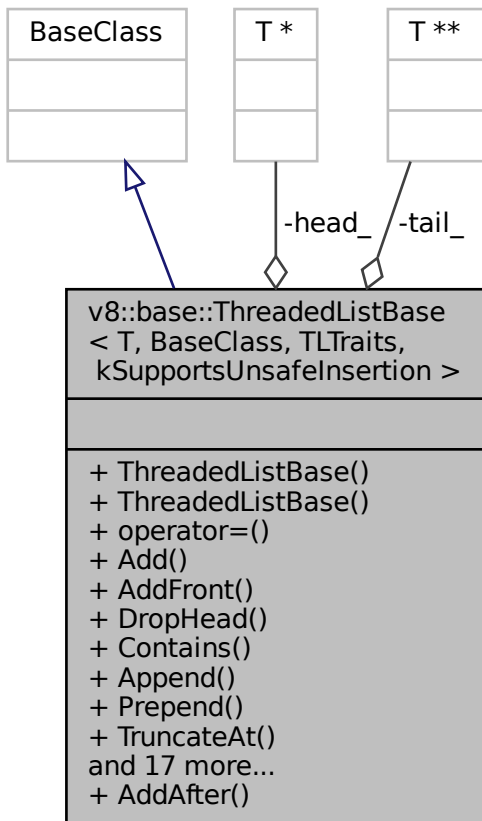 BaseClass
T *
T **
-head_
-tail_
v8::base::ThreadedListBase
< T, BaseClass, TLTraits,
kSupportsUnsafeInsertion >
+ ThreadedListBase()
+ ThreadedListBase()
+ operator=()
+ Add()
+ AddFront()
+ DropHead()
+ Contains()
+ Append()
+ Prepend()
+ TruncateAt()
and 17 more...
+ AddAfter()